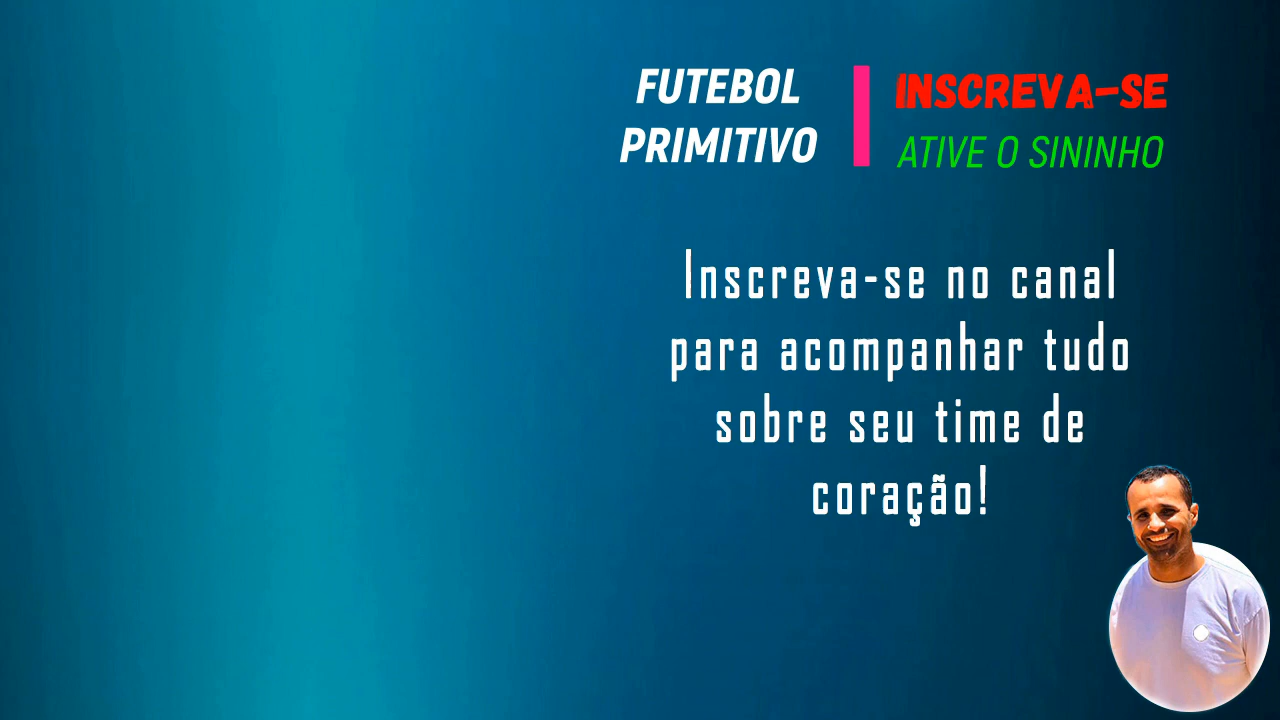 FUTEBOL
PRIMITIVO
INSCREVA-SE
ATIVE O SININHO
Inscreva-se no canal
para acompanhar tudo
sobre seu time de
coração!